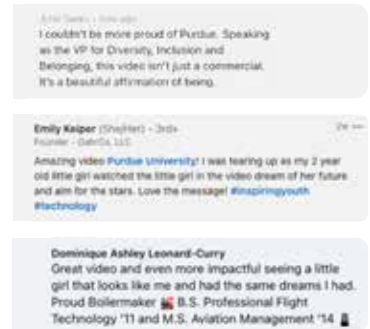 I couldn't be more proud of Purdue. Speaking
as the VP for Diversity, Inclusion and
Belonging, this video isn't just a commercial.
It's a beautiful affirmation of being.
Emily Keiper (She/Her) • 3rd+
Founder -
Amazing video Purdue University! I was tearing up as my 2 year
old little girl watched the little girl in the video dream of her future
and aim for the stars. Love the message! #inspiringyouth
#technology
Dominique Ashley Leonard-Curry
Great video and even more impactful seeing a little
girl that looks like me and had the same dreams I had.
Proud Boilermaker 🚂 B.S. Professional Flight
Technology '11 and M.S. Aviation Management '14